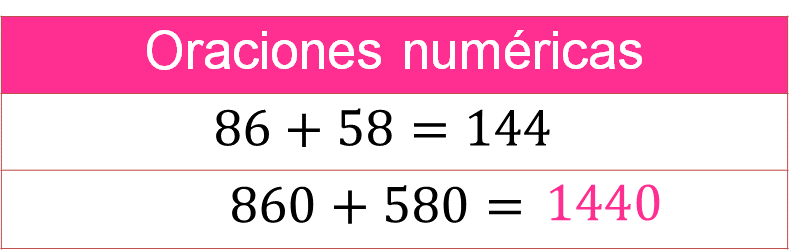 Oraciones numéricas
86 + 58 = 144
860 + 580 = 1440